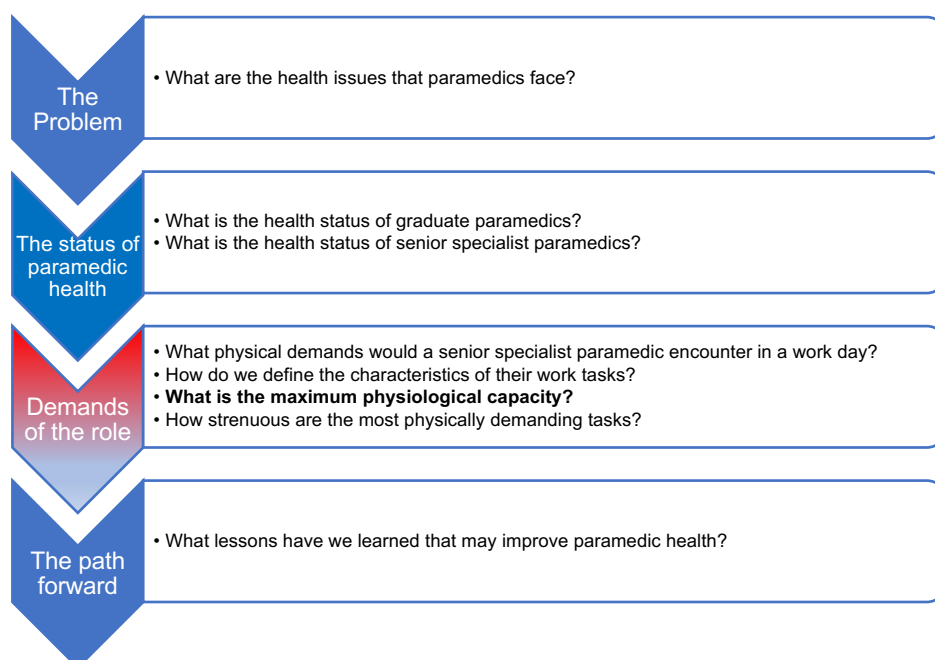 The
Problem
• What are the health issues that paramedics face?
The status of
paramedic
health
• What is the health status of graduate paramedics?
• What is the health status of senior specialist paramedics?
Demands
of the role
• What physical demands would a senior specialist paramedic encounter in a work day?
• How do we define the characteristics of their work tasks?
• What is the maximum physiological capacity?
• How strenuous are the most physically demanding tasks?
The path
forward
• What lessons have we learned that may improve paramedic health?